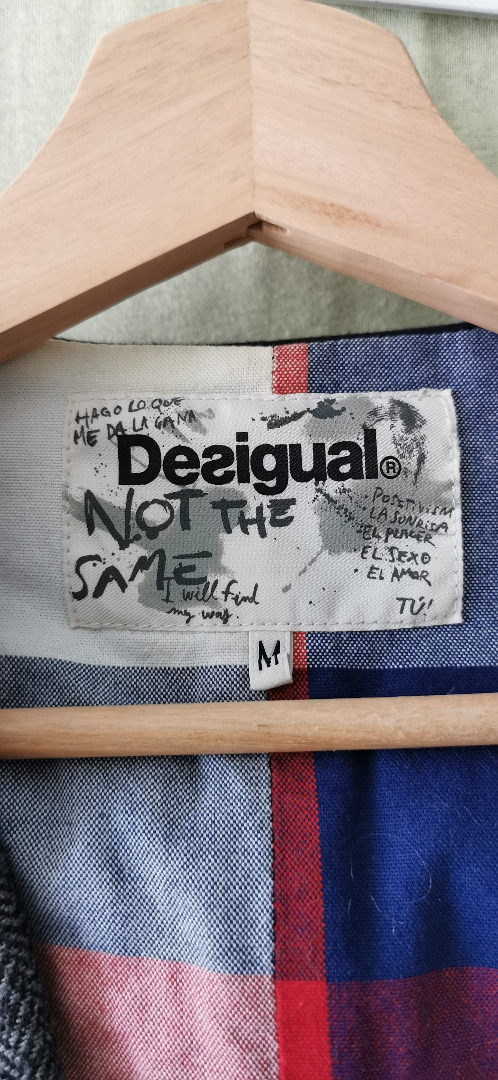 HAGO LO QUE
ME DA LA GANA
Desigual®
NOT THE
SAME
I will find
my way.
POSITIVISM
LA SONRISA
EL PLACER
EL SEXO
EL AMOR
TÚ!
M